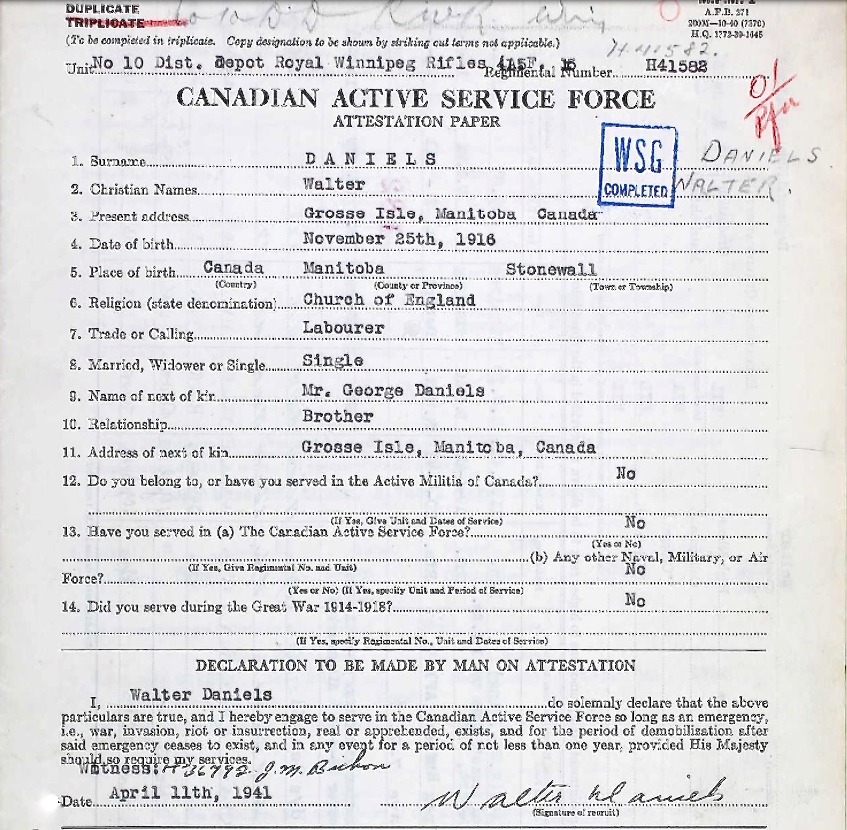 DUPLICATE
TRIPLICATE
A.F.B. 271
200M—10-40 (7370)
H.Q. 1772-39-1045
(To be completed in triplicate. Copy designation to be shown by striking out terms not applicable.)
H41582.
Unit No 10 Dist. Depot Royal Winnipeg Rifles Regimental Number H41582
CANADIAN ACTIVE SERVICE FORCE
ATTESTATION PAPER
WSG
COMPLETED
DANIELS
WALTER.
1. Surname DANIELS
2. Christian Names Walter
3. Present address Grosse Isle, Manitoba Canada
4. Date of birth November 25th, 1916
5. Place of birth Canada Manitoba Stonewall
(Country) (County or Province) (Town or Township)
6. Religion (state denomination) Church of England
7. Trade or Calling Labourer
8. Married, Widower or Single Single
9. Name of next of kin Mr. George Daniels
10. Relationship Brother
11. Address of next of kin Grosse Isle, Manitoba, Canada
12. Do you belong to, or have you served in the Active Militia of Canada? No
(If Yes, Give Unit and Dates of Service)
13. Have you served in (a) The Canadian Active Service Force? No
(Yes or No)
(b) Any other Naval, Military, or Air
(If Yes, Give Regimental No. and Unit)
Force? No
(Yes or No) (If Yes, specify Unit and Period of Service)
14. Did you serve during the Great War 1914-1918? No
(If Yes, specify Regimental No., Unit and Dates of Service)
DECLARATION TO BE MADE BY MAN ON ATTESTATION
I, Walter Daniels do solemnly declare that the above
particulars are true, and I hereby engage to serve in the Canadian Active Service Force so long as an emergency,
i.e., war, invasion, riot or insurrection, real or apprehended, exists, and for the period of demobilization after
said emergency ceases to exist, and in any event for a period of not less than one year, provided His Majesty
should so require my services.
Witness: H36792 J.M.
Date April 11th, 1941 Walter Daniels
(Signature of recruit)